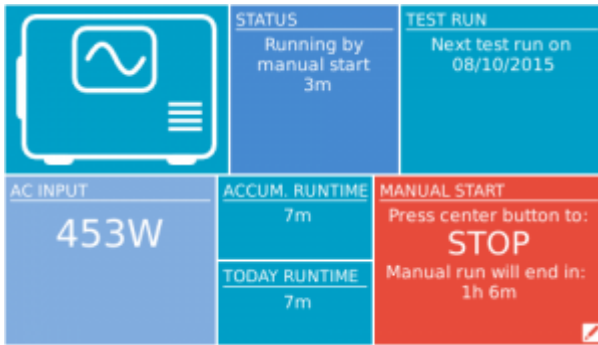 STATUS
Running by
manual start
3m
TEST RUN
Next test run on
08/10/2015
AC INPUT
453W
ACCUM. RUNTIME
7m
TODAY RUNTIME
7m
MANUAL START
Press center button to:
STOP
Manual run will end in:
1h 6m